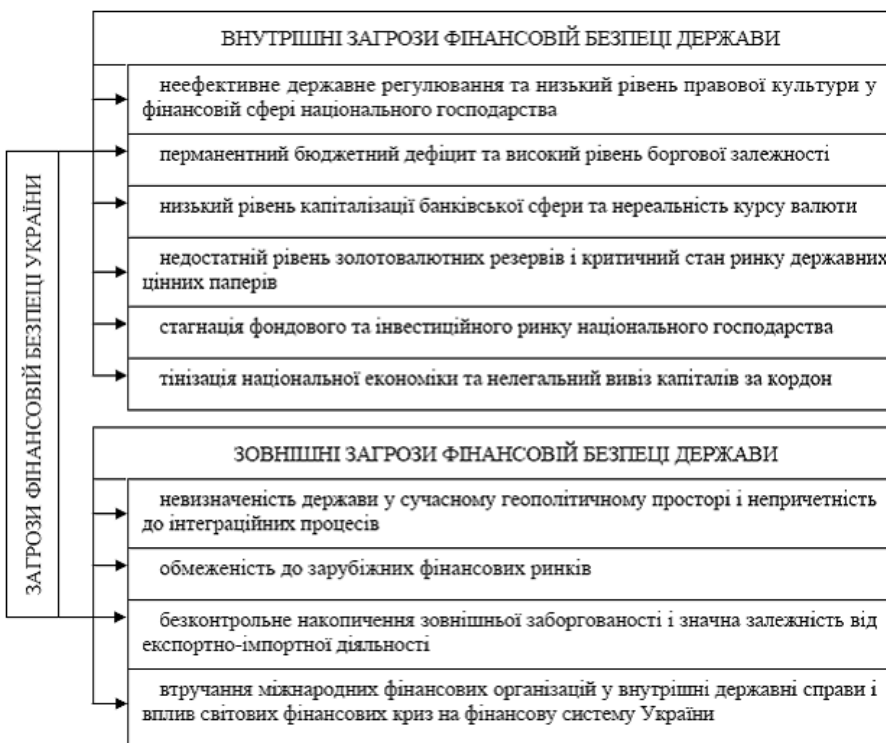 ЗАГРОЗИ ФІНАНСОВІЙ БЕЗПЕЦІ УКРАЇНИ
ВНУТРІШНІ ЗАГРОЗИ ФІНАНСОВІЙ БЕЗПЕЦІ ДЕРЖАВИ
неефективне державне регулювання та низький рівень правової культури у
фінансовій сфері національного господарства
перманентний бюджетний дефіцит та високий рівень боргової залежності
низький рівень капіталізації банківської сфери та нереальність курсу валюти
недостатній рівень золотовалютних резервів і критичний стан ринку державних
цінних паперів
стагнація фондового та інвестиційного ринку національного господарства
тінізація національної економіки та нелегальний вивіз капіталів за кордон
ЗОВНІШНІ ЗАГРОЗИ ФІНАНСОВІЙ БЕЗПЕЦІ ДЕРЖАВИ
невизначеність держави у сучасному геополітичному просторі і непричетність
до інтеграційних процесів
обмеженість до зарубіжних фінансових ринків
безконтрольне накопичення зовнішньої заборгованості і значна залежність від
експортно-імпортної діяльності
втручання міжнародних фінансових організацій у внутрішні державні справи і
вплив світових фінансових криз на фінансову систему України